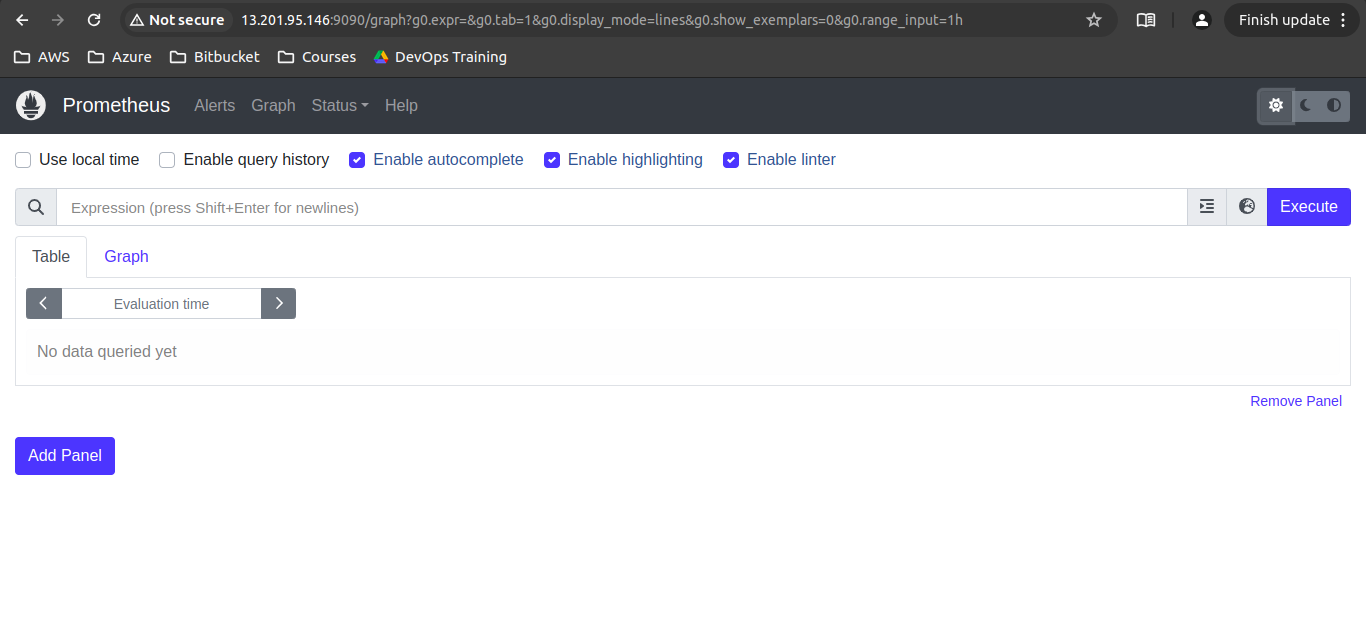 Not secure 13.201.95.146:9090/graph?g0.expr=&g0.tab=1&g0.display_mode=lines&g0.show_exemplars=0&g0.range_input=1h Finish update
AWS Azure Bitbucket Courses DevOps Training
Prometheus Alerts Graph Status Help
Use local time Enable query history Enable autocomplete Enable highlighting Enable linter
Expression (press Shift+Enter for newlines) Execute
Table Graph
Evaluation time
No data queried yet
Remove Panel
Add Panel